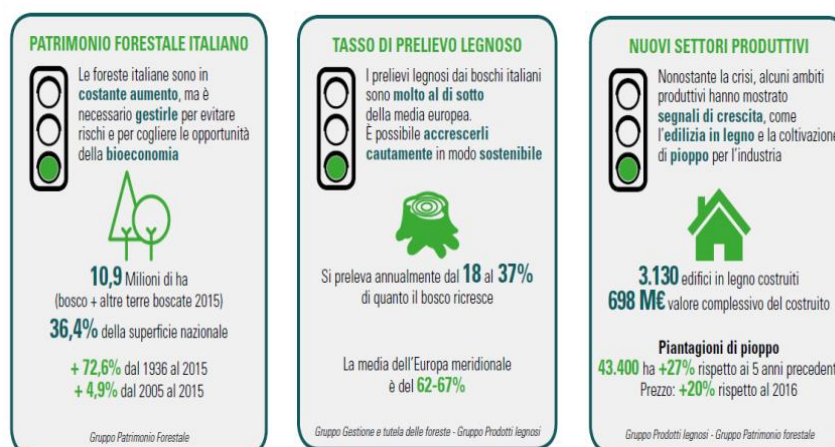 PATRIMONIO FORESTALE ITALIANO
Le foreste italiane sono in
costante aumento, ma è
necessario gestirle per evitare
rischi e per cogliere le opportunità
della bioeconomia
10,9 Milioni di ha
(bosco + altre terre boscate 2015)
36,4% della superficie nazionale
+ 72,6% dal 1936 al 2015
+ 4,9% dal 2005 al 2015
Gruppo Patrimonio Forestale
TASSO DI PRELIEVO LEGNOSO
I prelievi legnosi dai boschi italiani
sono molto al di sotto
della media europea.
È possibile accrescerli
cautamente in modo sostenibile
Si preleva annualmente dal 18 al 37%
di quanto il bosco ricresce
La media dell'Europa meridionale
è del 62-67%
Gruppo Gestione e tutela delle foreste - Gruppo Prodotti legnosi
NUOVI SETTORI PRODUTTIVI
Nonostante la crisi, alcuni ambiti
produttivi hanno mostrato
segnali di crescita, come
l'edilizia in legno e la coltivazione
di pioppo per l'industria
3.130 edifici in legno costruiti
698 M€ valore complessivo del costruito
Piantagioni di pioppo
43.400 ha +27% rispetto ai 5 anni precedent
Prezzo: +20% rispetto al 2016
Gruppo Prodotti legnosi - Gruppo Patrimonio forestale